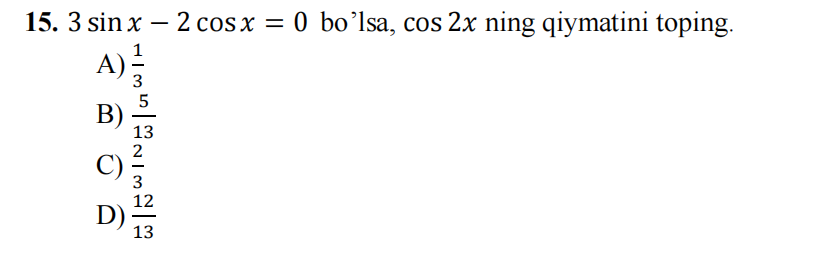 15. 3 sin x − 2 cos x = 0 bo’lsa, cos 2x ning qiymatini toping.
A) 1/3
B) 5/13
C) 2/3
D) 12/13